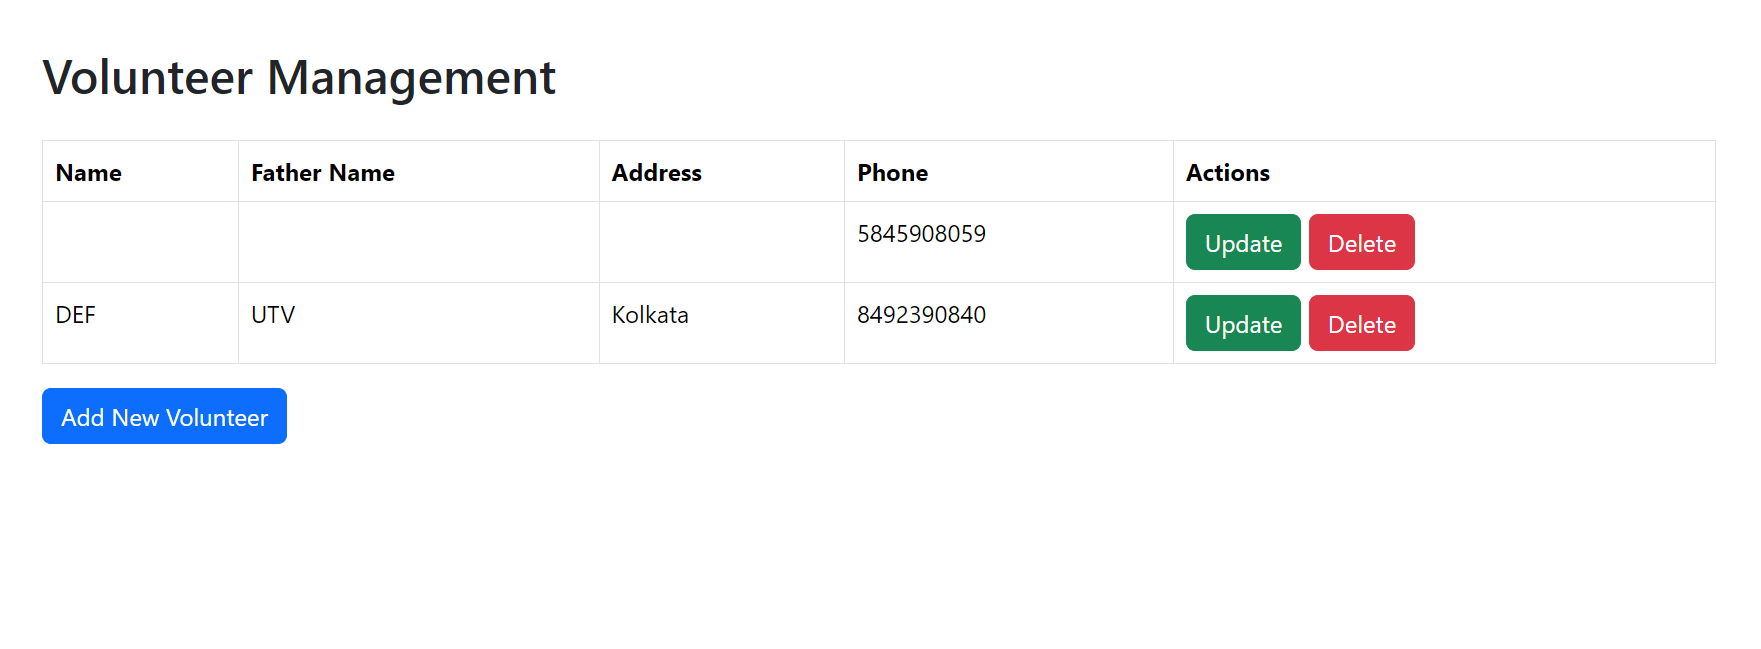 Volunteer Management
Name Father Name Address Phone Actions
5845908059 Update Delete
DEF UTV Kolkata 8492390840 Update Delete
Add New Volunteer